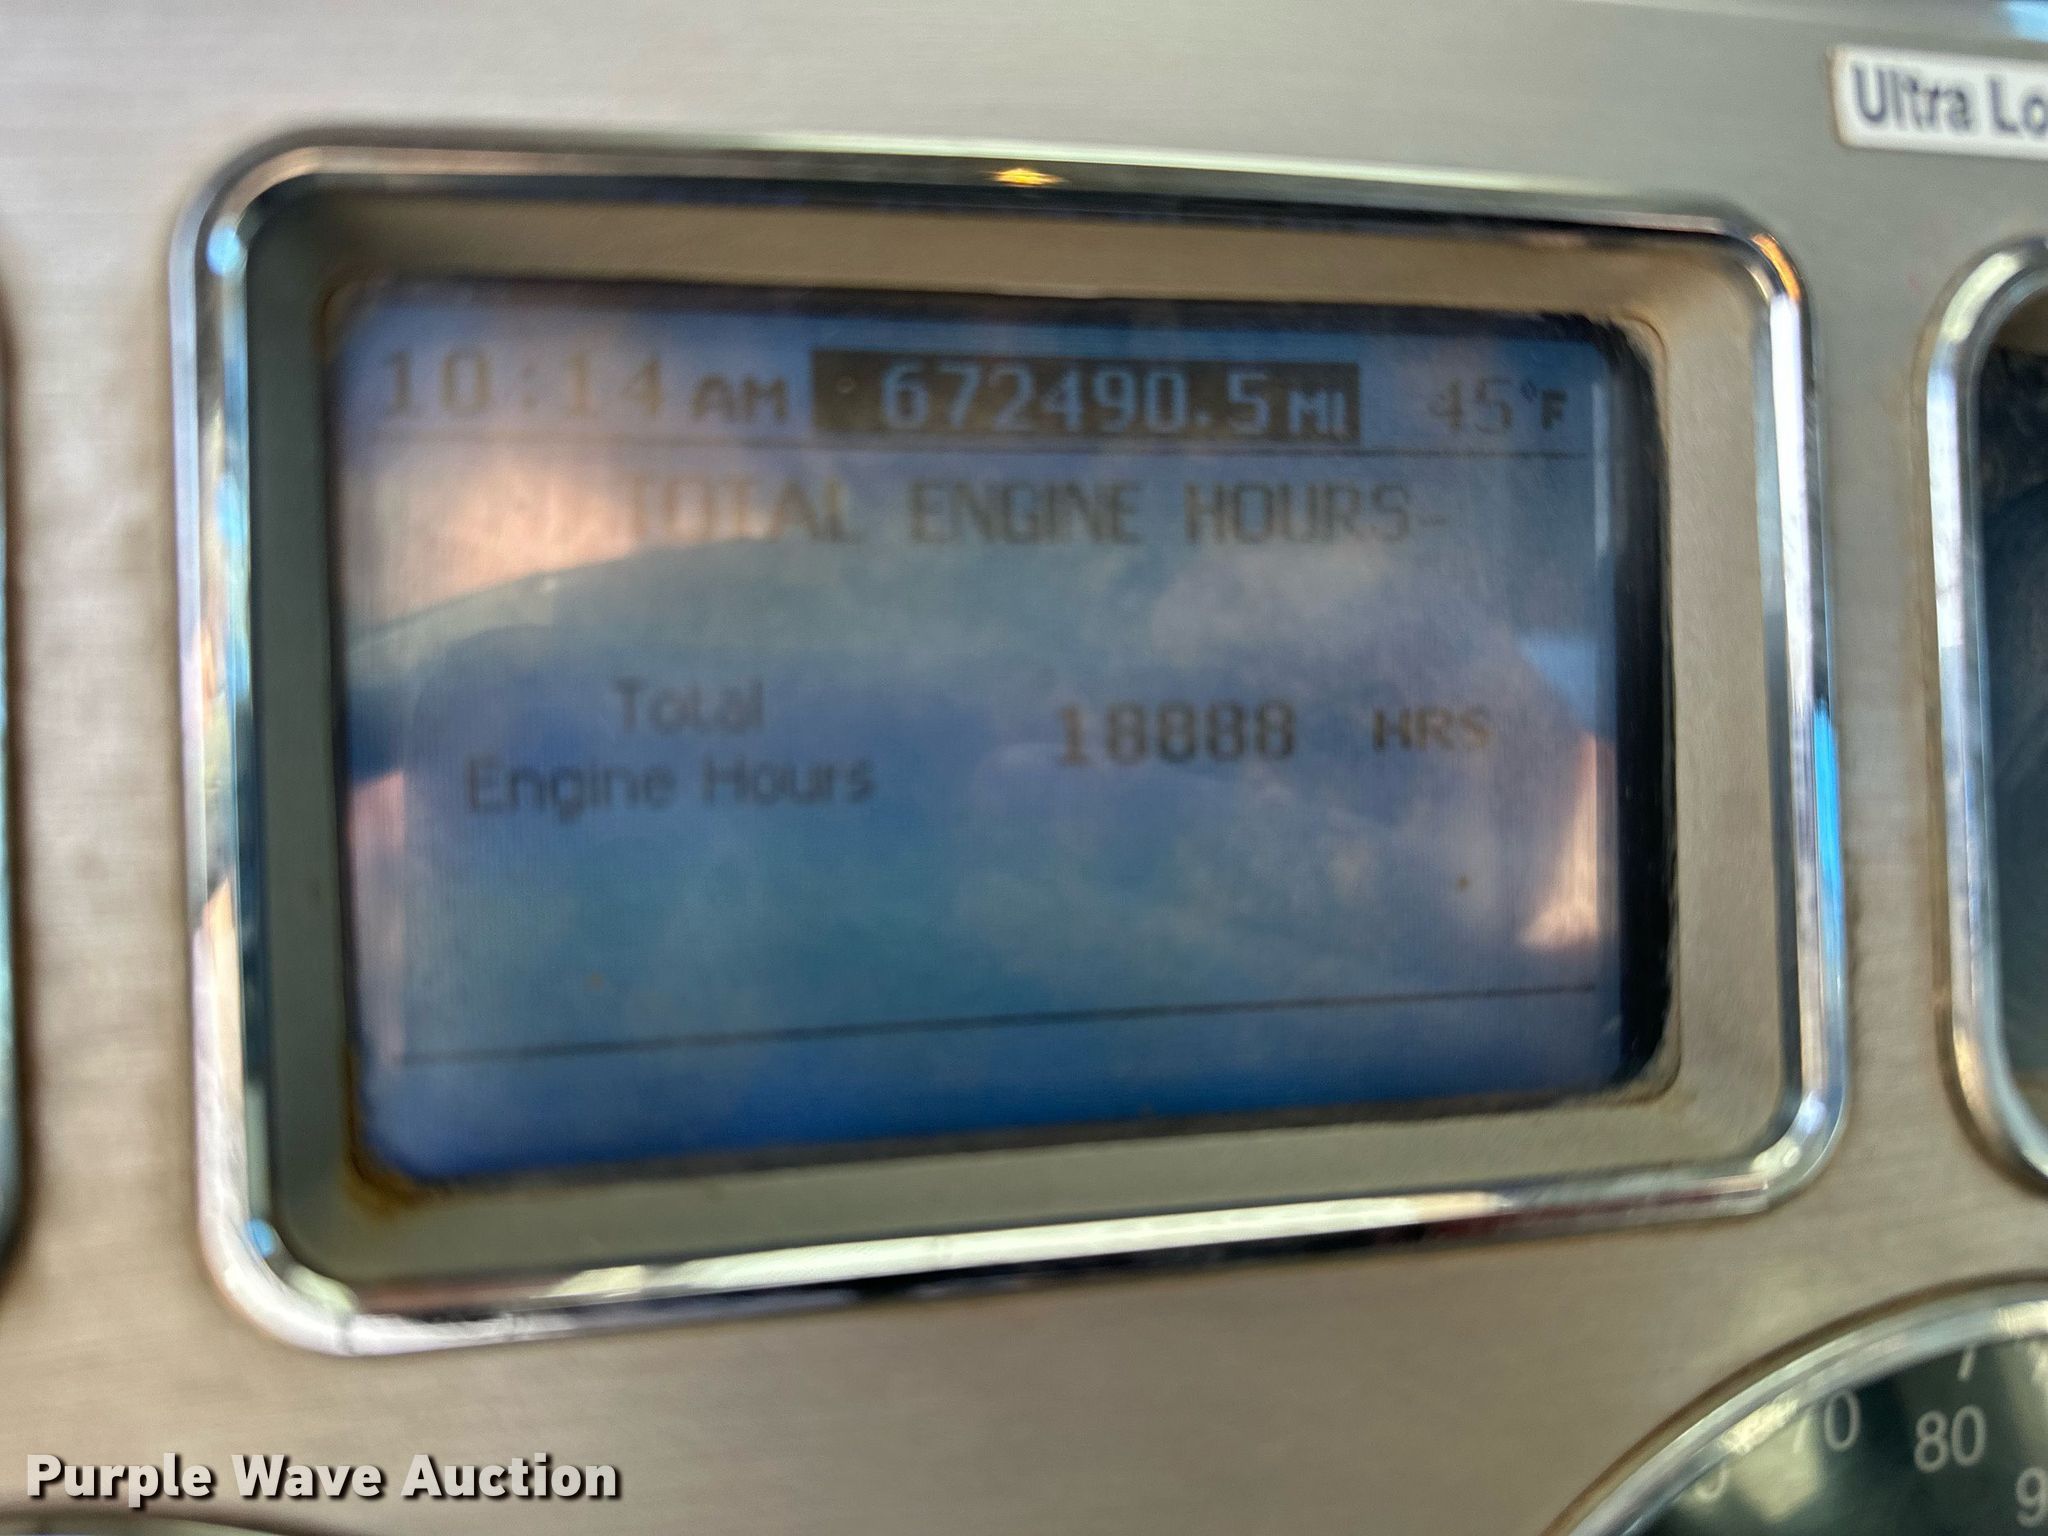 Ultra Lo
10:14 AM 672490.5 MI 45°F
TOTAL ENGINE HOURS
Total
Engine Hours
18888 HRS
70
80
Purple Wave Auction